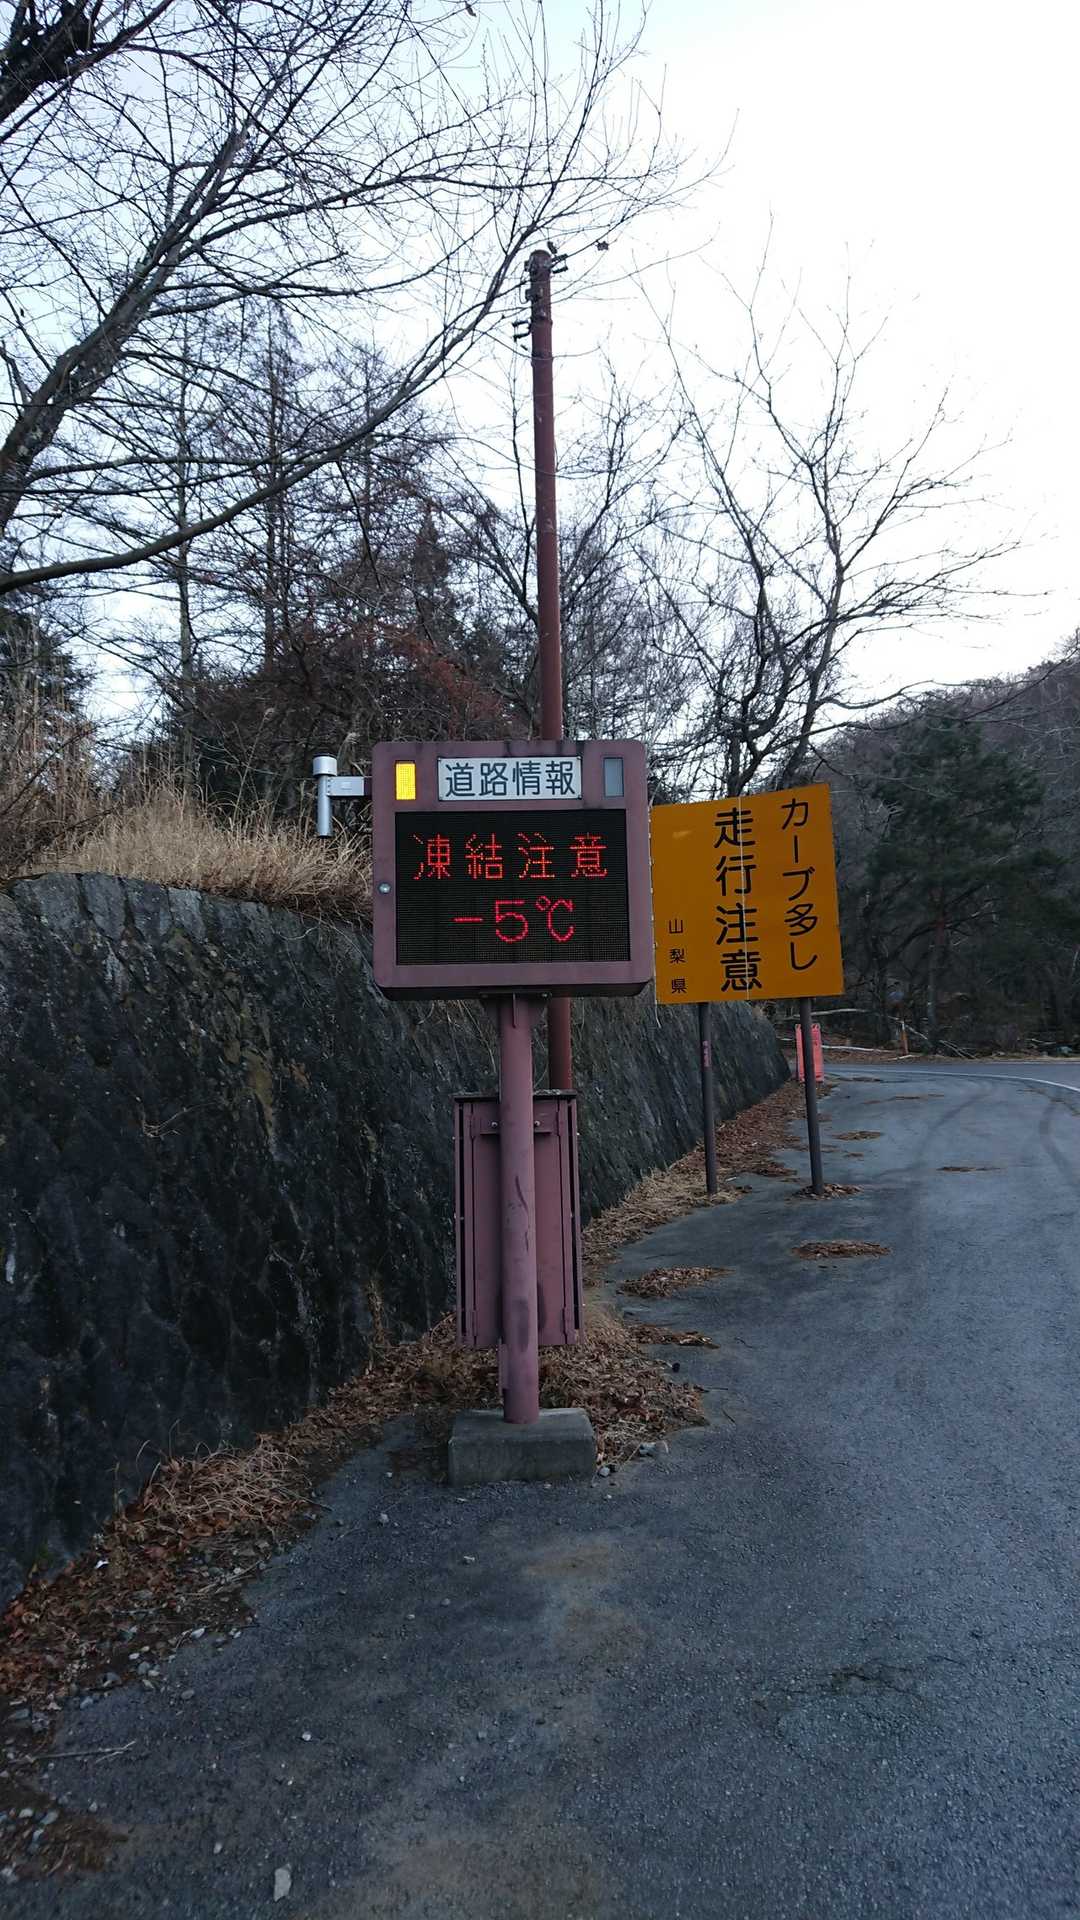 道路情報
凍結注意
-5℃
カーブ多し
走行注意
山梨県